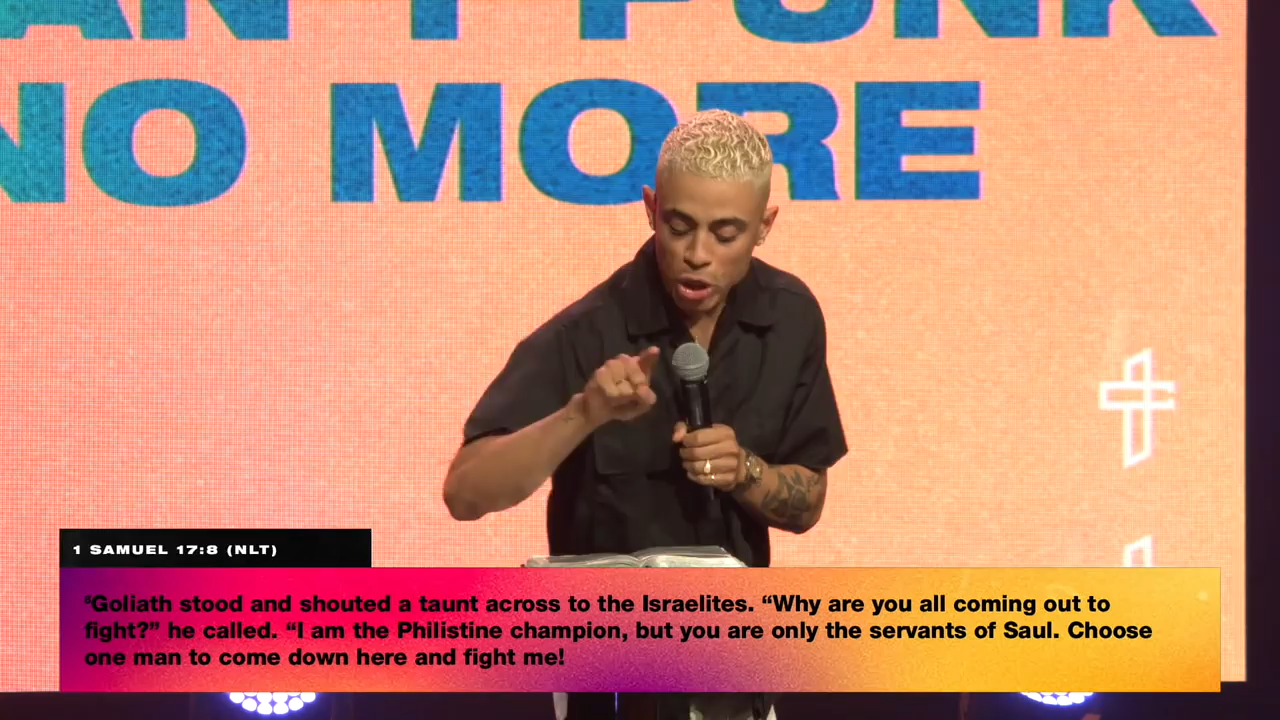 AN'T PUNK
NO MORE
1 SAMUEL 17:8 (NLT)
⁸Goliath stood and shouted a taunt across to the Israelites. “Why are you all coming out to
fight?” he called. “I am the Philistine champion, but you are only the servants of Saul. Choose
one man to come down here and fight me!